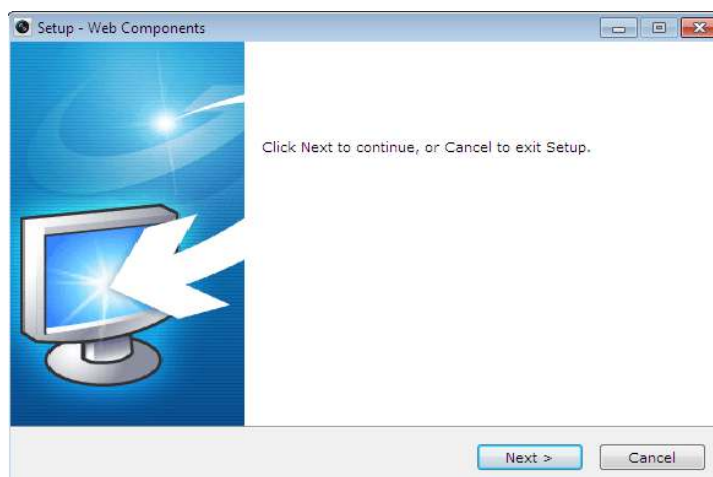 Setup - Web Components
Click Next to continue, or Cancel to exit Setup.
Next >
Cancel